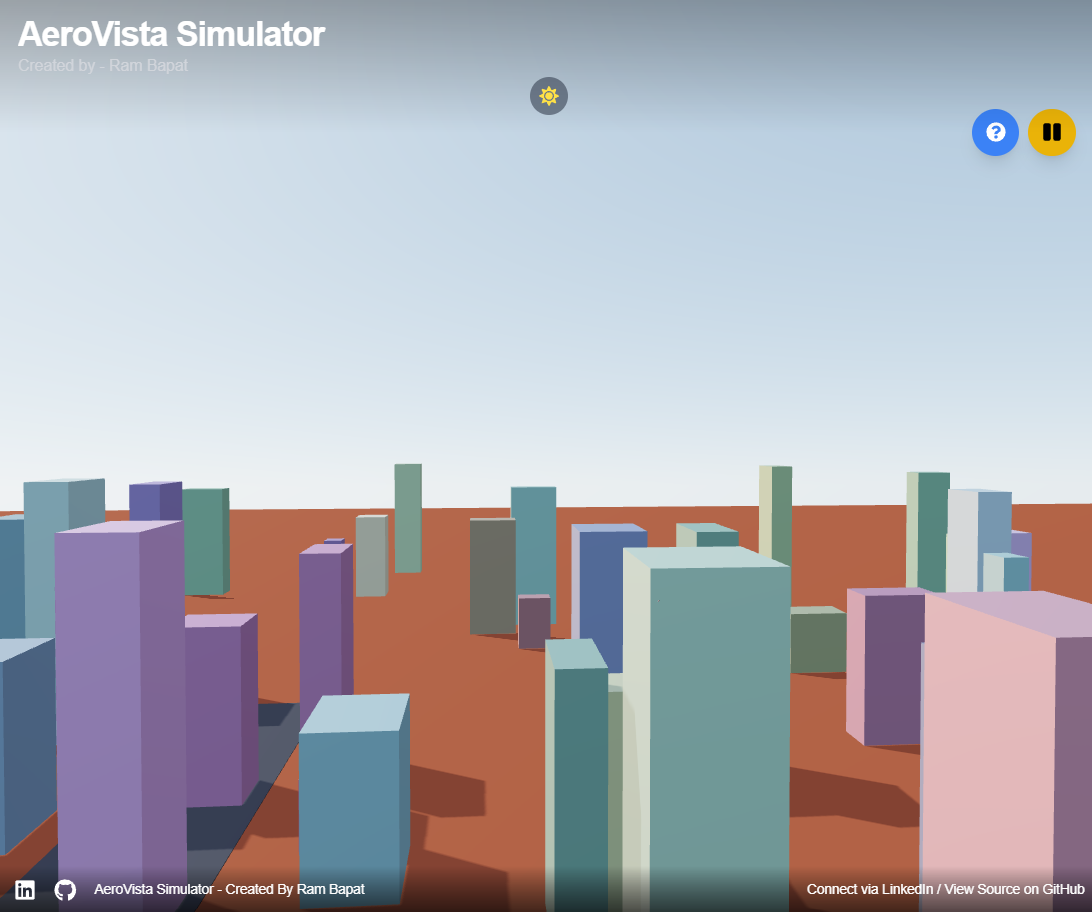 AeroVista Simulator
Created by - Ram Bapat
AeroVista Simulator - Created By Ram Bapat
Connect via LinkedIn / View Source on GitHub